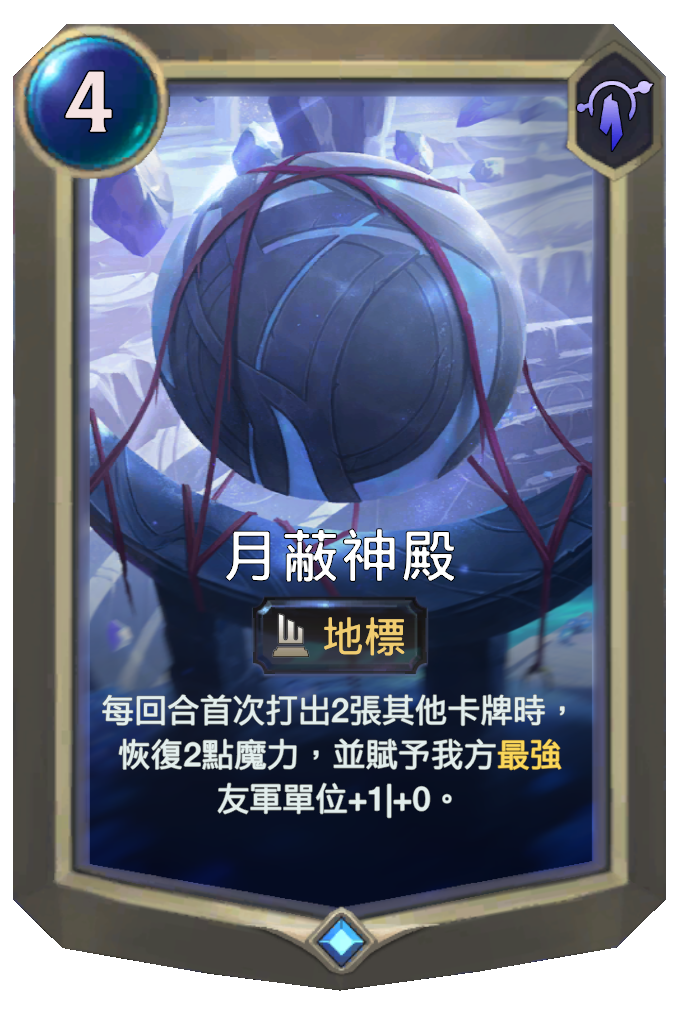 4
月蔽神殿
地標
每回合首次打出2張其他卡牌時，
恢復2點魔力，並賦予我方最強
友軍單位+1|+0。